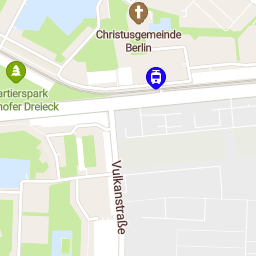 Christusgemeinde
Berlin
artierspark
hofer Dreieck
Vulkanstraße